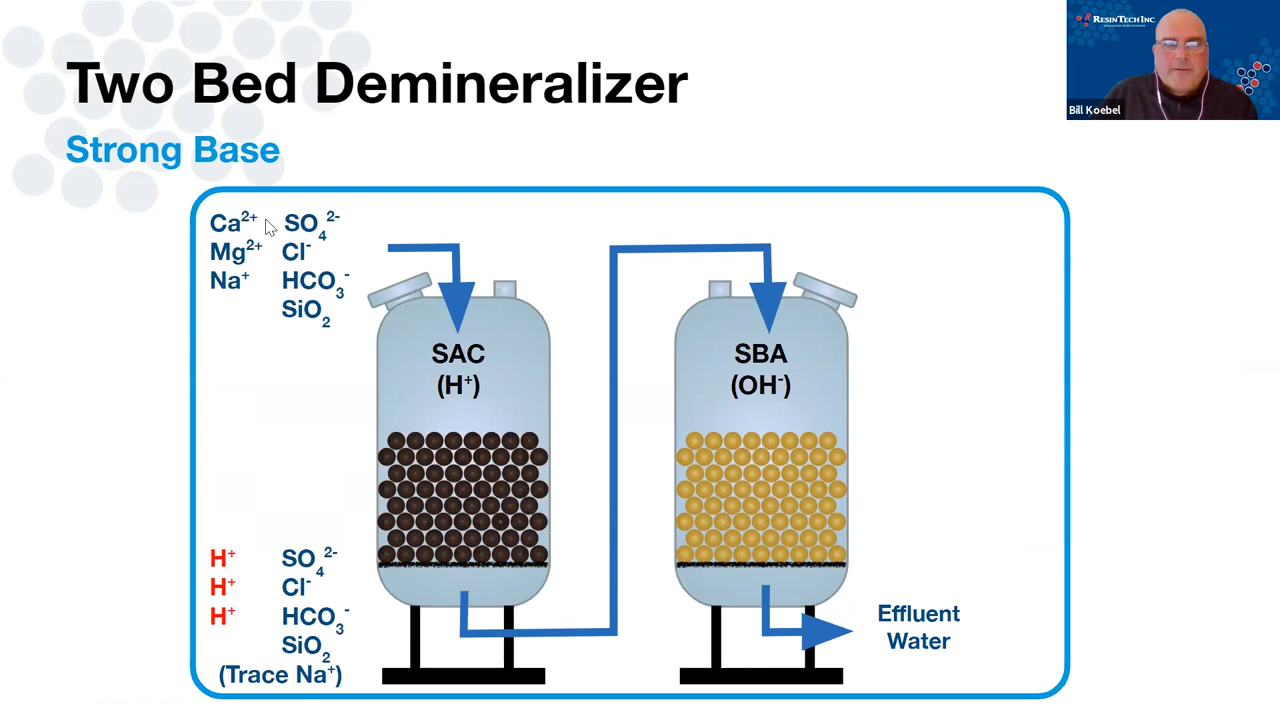 RESINTECH INC
Bill Koebel
Two Bed Demineralizer
Strong Base
Ca²⁺ SO₄²⁻
Mg²⁺ Cl⁻
Na⁺ HCO₃⁻
SiO₂
SAC
(H⁺)
SBA
(OH⁻)
H⁺ SO₄²⁻
H⁺ Cl⁻
H⁺ HCO₃⁻
SiO₂
(Trace Na⁺)
Effluent
Water